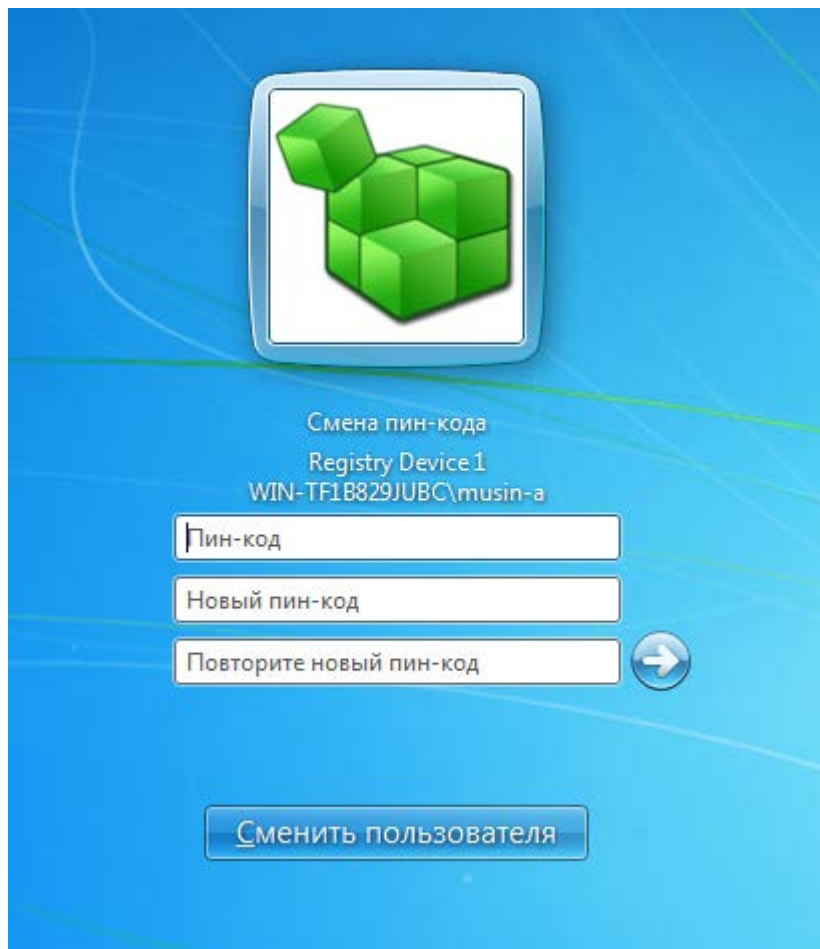 Смена пин-кода
Registry Device 1
WIN-TF1B829JUBC\musin-a
Пин-код
Новый пин-код
Повторите новый пин-код
Сменить пользователя